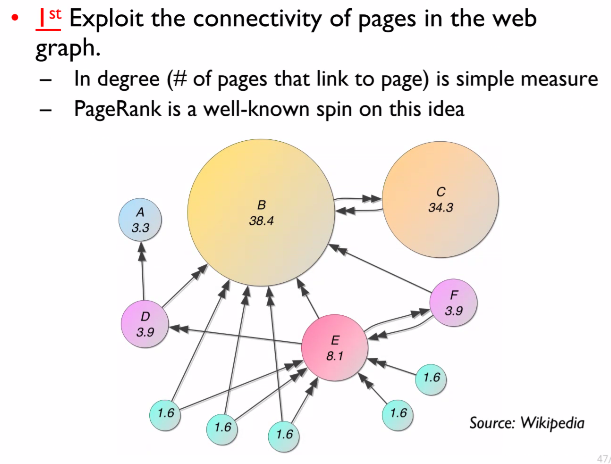 • 1st Exploit the connectivity of pages in the web
graph.
– In degree (# of pages that link to page) is simple measure
– PageRank is a well-known spin on this idea
B
38.4
C
34.3
A
3.3
D
3.9
F
3.9
E
8.1
1.6
1.6
1.6
1.6
1.6
Source: Wikipedia
47/